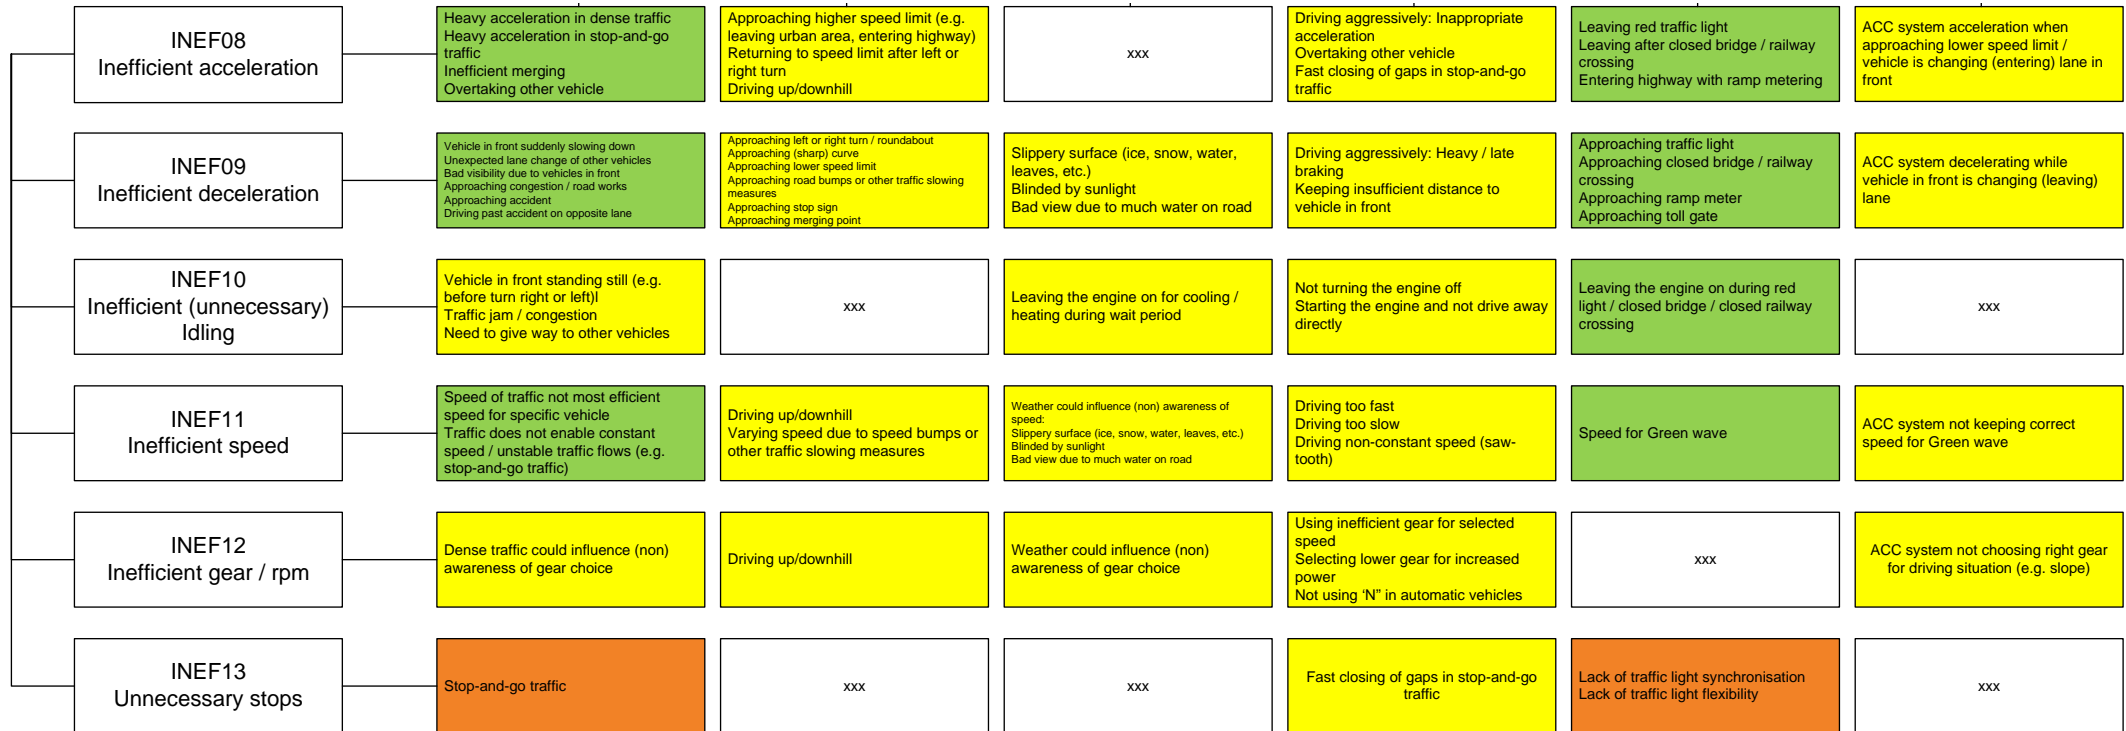 INEF08
Inefficient acceleration
Heavy acceleration in dense traffic
Heavy acceleration in stop-and-go
traffic
Inefficient merging
Overtaking other vehicle
Approaching higher speed limit (e.g.
leaving urban area, entering highway)
Returning to speed limit after left or
right turn
Driving up/downhill
xxx
Driving aggressively: Inappropriate
acceleration
Overtaking other vehicle
Fast closing of gaps in stop-and-go
traffic
Leaving red traffic light
Leaving after closed bridge / railway
crossing
Entering highway with ramp metering
ACC system acceleration when
approaching lower speed limit /
vehicle is changing (entering) lane in
front
INEF09
Inefficient deceleration
Vehicle in front suddenly slowing down
Unexpected lane change of other vehicles
Bad visibility due to vehicles in front
Approaching congestion / road works
Approaching accident
Driving past accident on opposite lane
Approaching left or right turn / roundabout
Approaching (sharp) curve
Approaching lower speed limit
Approaching road bumps or other traffic slowing
measures
Approaching stop sign
Approaching merging point
Slippery surface (ice, snow, water,
leaves, etc.)
Blinded by sunlight
Bad view due to much water on road
Driving aggressively: Heavy / late
braking
Keeping insufficient distance to
vehicle in front
Approaching traffic light
Approaching closed bridge / railway
crossing
Approaching ramp meter
Approaching toll gate
ACC system decelerating while
vehicle in front is changing (leaving)
lane
INEF10
Inefficient (unnecessary)
Idling
Vehicle in front standing still (e.g.
before turn right or left)l
Traffic jam / congestion
Need to give way to other vehicles
xxx
Leaving the engine on for cooling /
heating during wait period
Not turning the engine off
Starting the engine and not drive away
directly
Leaving the engine on during red
light / closed bridge / closed railway
crossing
xxx
INEF11
Inefficient speed
Speed of traffic not most efficient
speed for specific vehicle
Traffic does not enable constant
speed / unstable traffic flows (e.g.
stop-and-go traffic)
Driving up/downhill
Varying speed due to speed bumps or
other traffic slowing measures
Weather could influence (non) awareness of
speed:
Slippery surface (ice, snow, water, leaves, etc.)
Blinded by sunlight
Bad view due to much water on road
Driving too fast
Driving too slow
Driving non-constant speed (saw-
tooth)
Speed for Green wave
ACC system not keeping correct
speed for Green wave
INEF12
Inefficient gear / rpm
Dense traffic could influence (non)
awareness of gear choice
Driving up/downhill
Weather could influence (non)
awareness of gear choice
Using inefficient gear for selected
speed
Selecting lower gear for increased
power
Not using ‘N” in automatic vehicles
xxx
ACC system not choosing right gear
for driving situation (e.g. slope)
INEF13
Unnecessary stops
Stop-and-go traffic
xxx
xxx
Fast closing of gaps in stop-and-go
traffic
Lack of traffic light synchronisation
Lack of traffic light flexibility
xxx